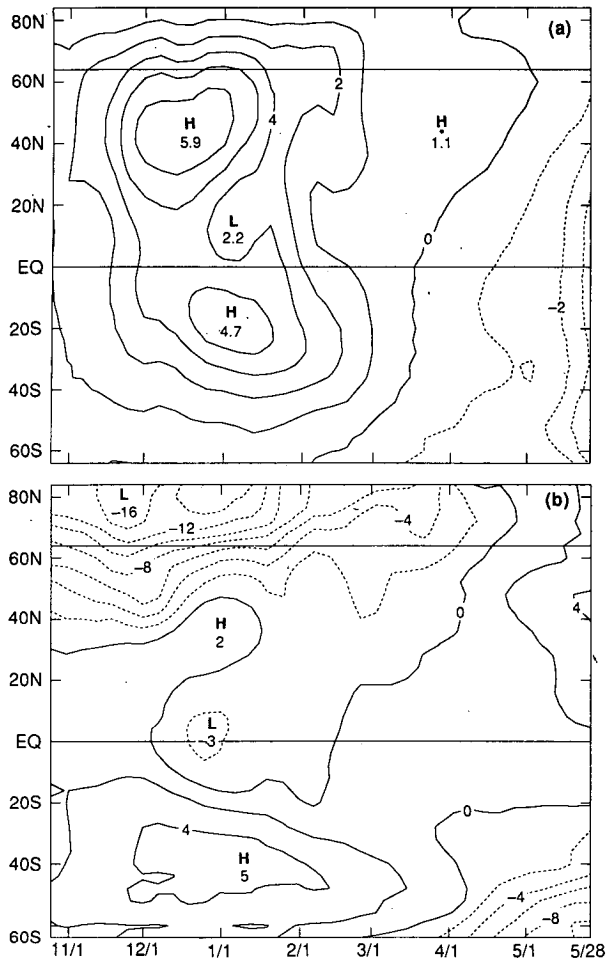 80N (a)
60N 2
H 4 H
40N 5.9 1.1
20N L
2.2 0
EQ
H −2
20S 4.7
40S
60S
80N L (b)
−16 −4
−12
60N −8
0 4
40N H
2
20N
L
EQ −3
20S 0
4
40S H −4
5
−8
60S
11/1 12/1 1/1 2/1 3/1 4/1 5/1 5/28